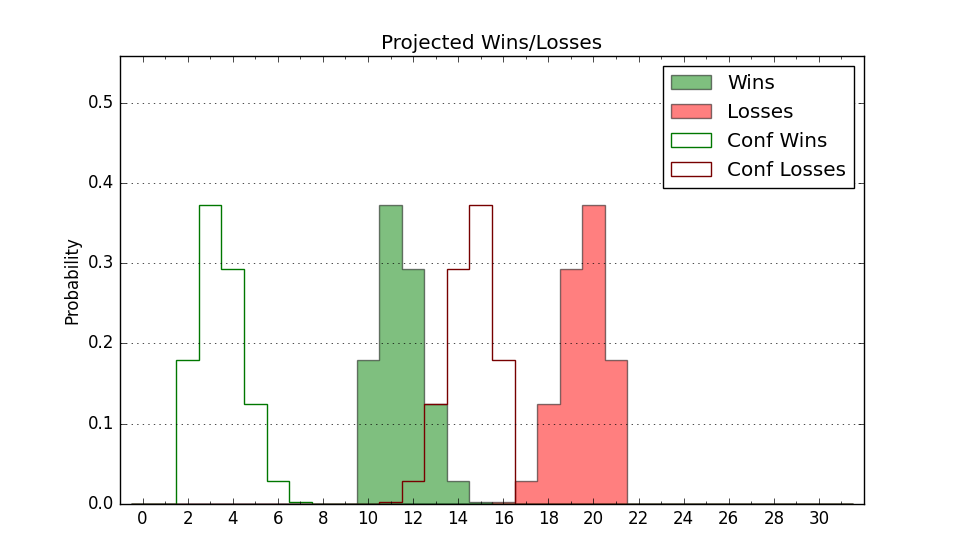 Projected Wins/Losses
Wins
Losses
Conf Wins
Conf Losses
Probability
0.5
0.4
0.3
0.2
0.1
0.0
0 2 4 6 8 10 12 14 16 18 20 22 24 26 28 30